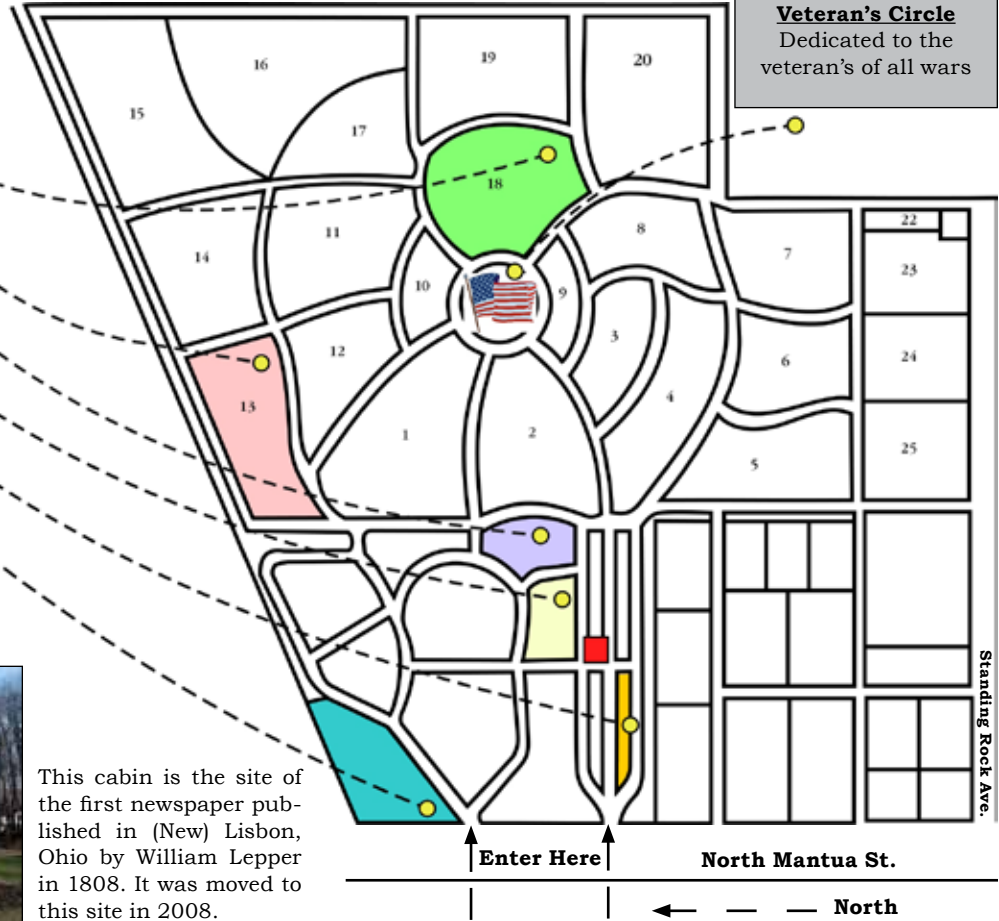 Veteran's Circle
Dedicated to the
veteran's of all wars
19
20
16
15
17
18
22
8
11
7
14
23
10
9
3
12
24
6
4
13
2
1
25
5
Standing Rock Ave.
This cabin is the site of
the first newspaper pub-
lished in (New) Lisbon,
Ohio by William Lepper
in 1808. It was moved to
this site in 2008.
Enter Here
North Mantua St.
North